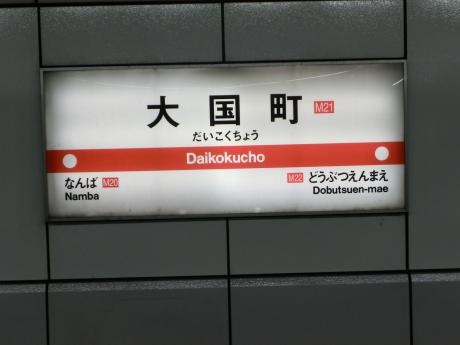 大国町 M21
だいこくちょう
Daikokucho
なんば M20
Namba
M22 どうぶつえんまえ
Dobutsuen-mae